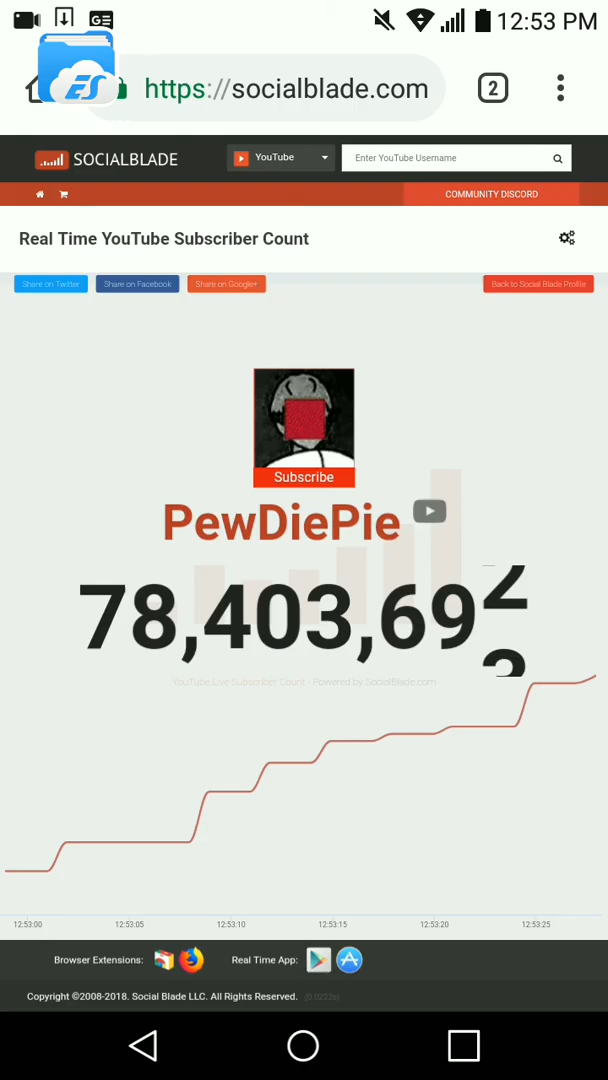 12:53 PM
ES
https://socialblade.com
2
SOCIALBLADE
YouTube
Enter YouTube Username
COMMUNITY DISCORD
Real Time YouTube Subscriber Count
Share on Twitter
Share on Facebook
Share on Google+
Back to Social Blade Profile
Subscribe
PewDiePie
78,403,692
YouTube Live Subscriber Count - Powered by SocialBlade.com
12:53:00
12:53:05
12:53:10
12:53:15
12:53:20
12:53:25
Browser Extensions:
Real Time App:
Copyright ©2008-2018. Social Blade LLC. All Rights Reserved. (0.0222s)